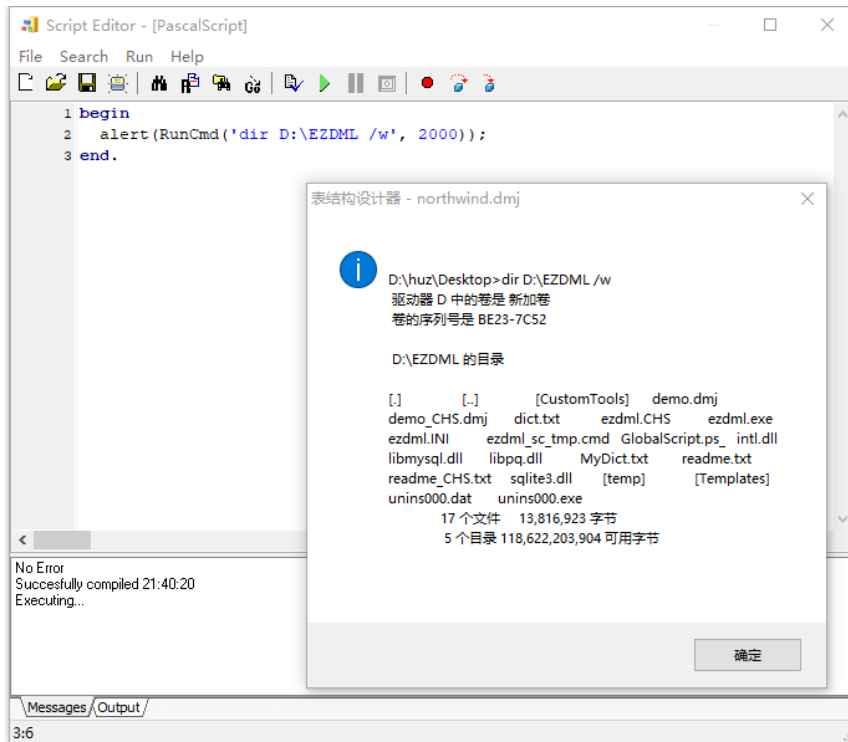 Script Editor - [PascalScript]
File Search Run Help
1 begin
2 alert(RunCmd('dir D:\EZDML /w', 2000));
3 end.
表结构设计器 - northwind.dmj
D:\huz\Desktop>dir D:\EZDML /w
驱动器 D 中的卷是 新加卷
卷的序列号是 BE23-7C52
D:\EZDML 的目录
[.] [..] [CustomTools] demo.dmj
demo_CHS.dmj dict.txt ezdml.CHS ezdml.exe
ezdml.INI ezdml_sc_tmp.cmd GlobalScript.ps_ intl.dll
libmysql.dll libpq.dll MyDict.txt readme.txt
readme_CHS.txt sqlite3.dll [temp] [Templates]
unins000.dat unins000.exe
17 个文件 13,816,923 字节
5 个目录 118,622,203,904 可用字节
确定
No Error
Succesfully compiled 21:40:20
Executing...
Messages Output
3:6